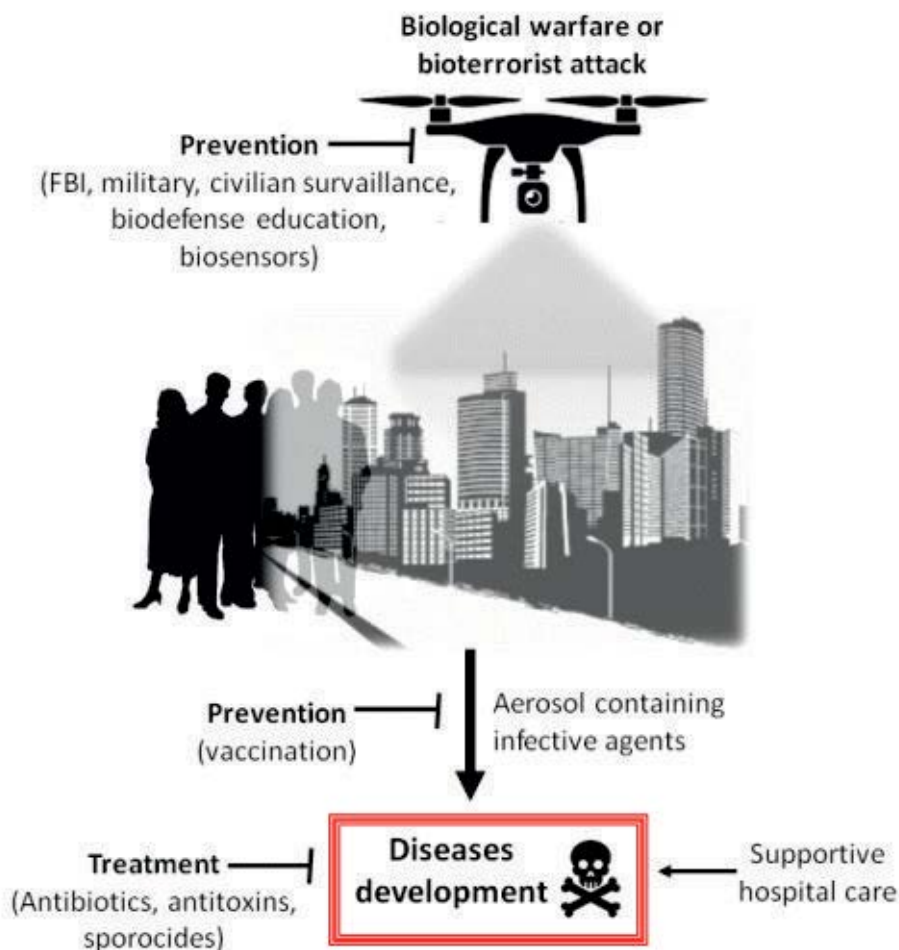 Biological warfare or
bioterrorist attack
Prevention
(FBI, military, civilian survaillance,
biodefense education,
biosensors)
Prevention
(vaccination)
Aerosol containing
infective agents
Diseases
development
Treatment
(Antibiotics, antitoxins,
sporocides)
Supportive
hospital care